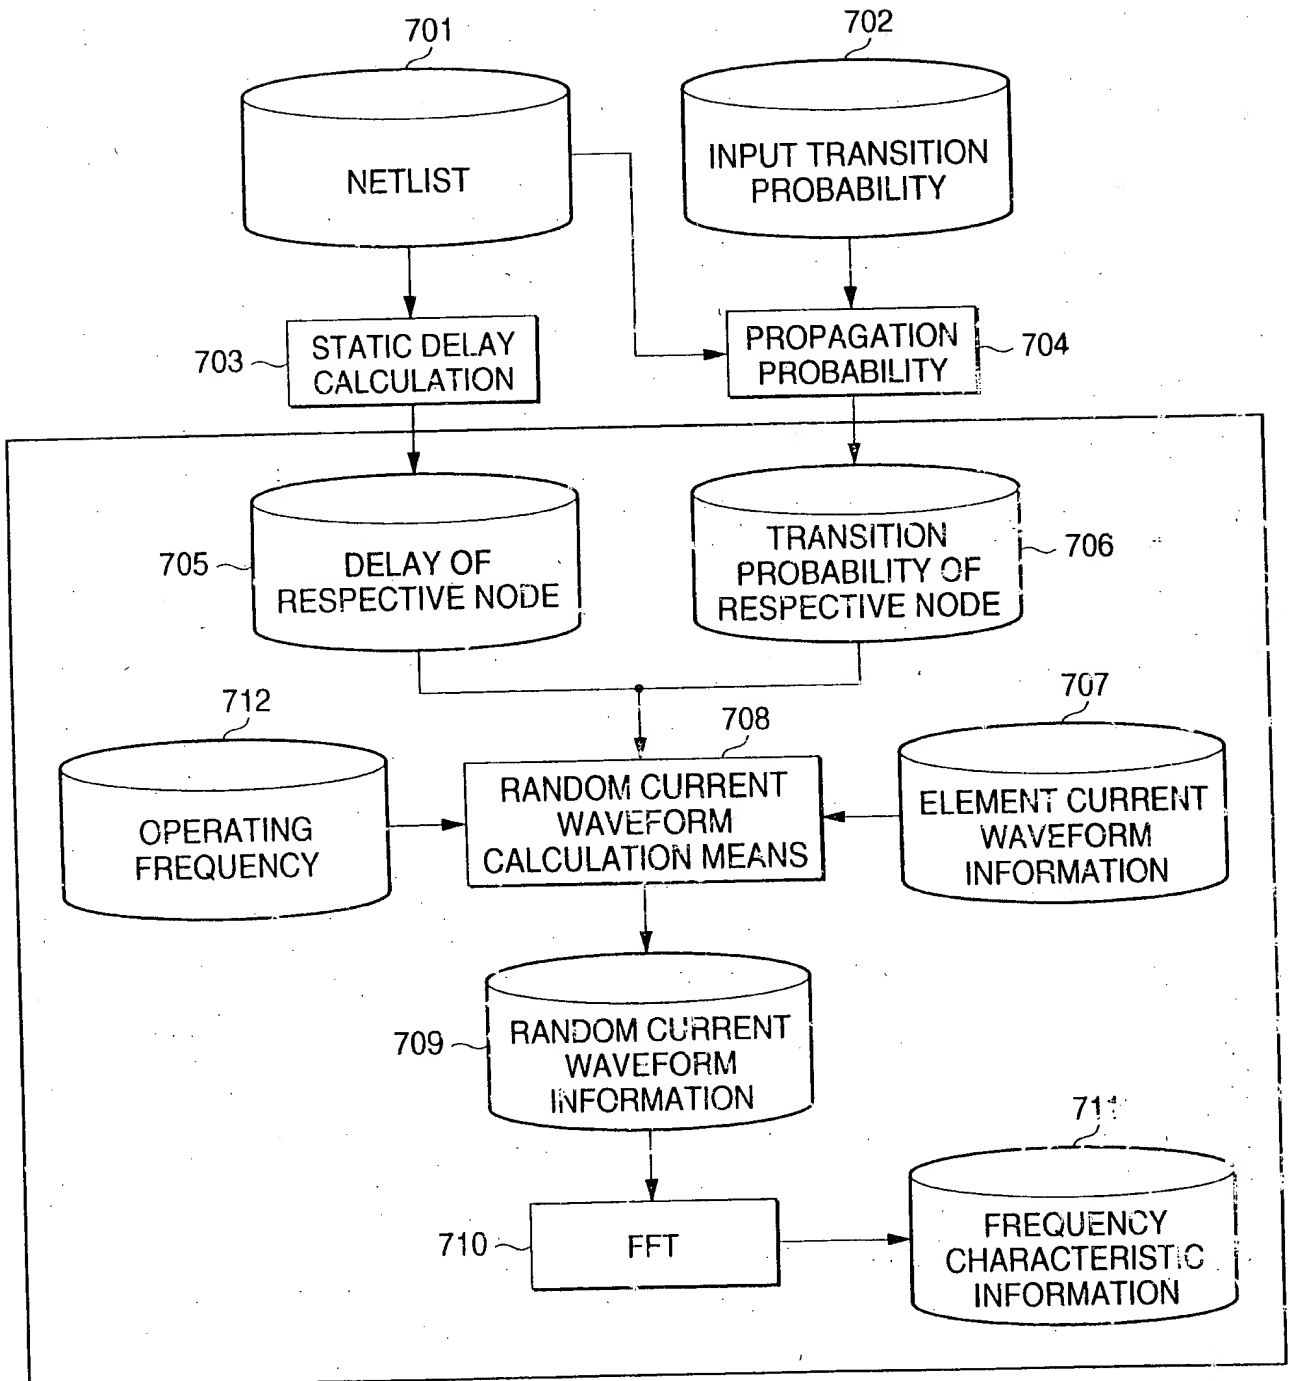 701
702
NETLIST
INPUT TRANSITION
PROBABILITY
703
STATIC DELAY
CALCULATION
PROPAGATION
PROBABILITY
704
705
DELAY OF
RESPECTIVE NODE
TRANSITION
PROBABILITY OF
RESPECTIVE NODE
706
712
708
707
OPERATING
FREQUENCY
RANDOM CURRENT
WAVEFORM
CALCULATION MEANS
ELEMENT CURRENT
WAVEFORM
INFORMATION
709
RANDOM CURRENT
WAVEFORM
INFORMATION
711
710
FFT
FREQUENCY
CHARACTERISTIC
INFORMATION